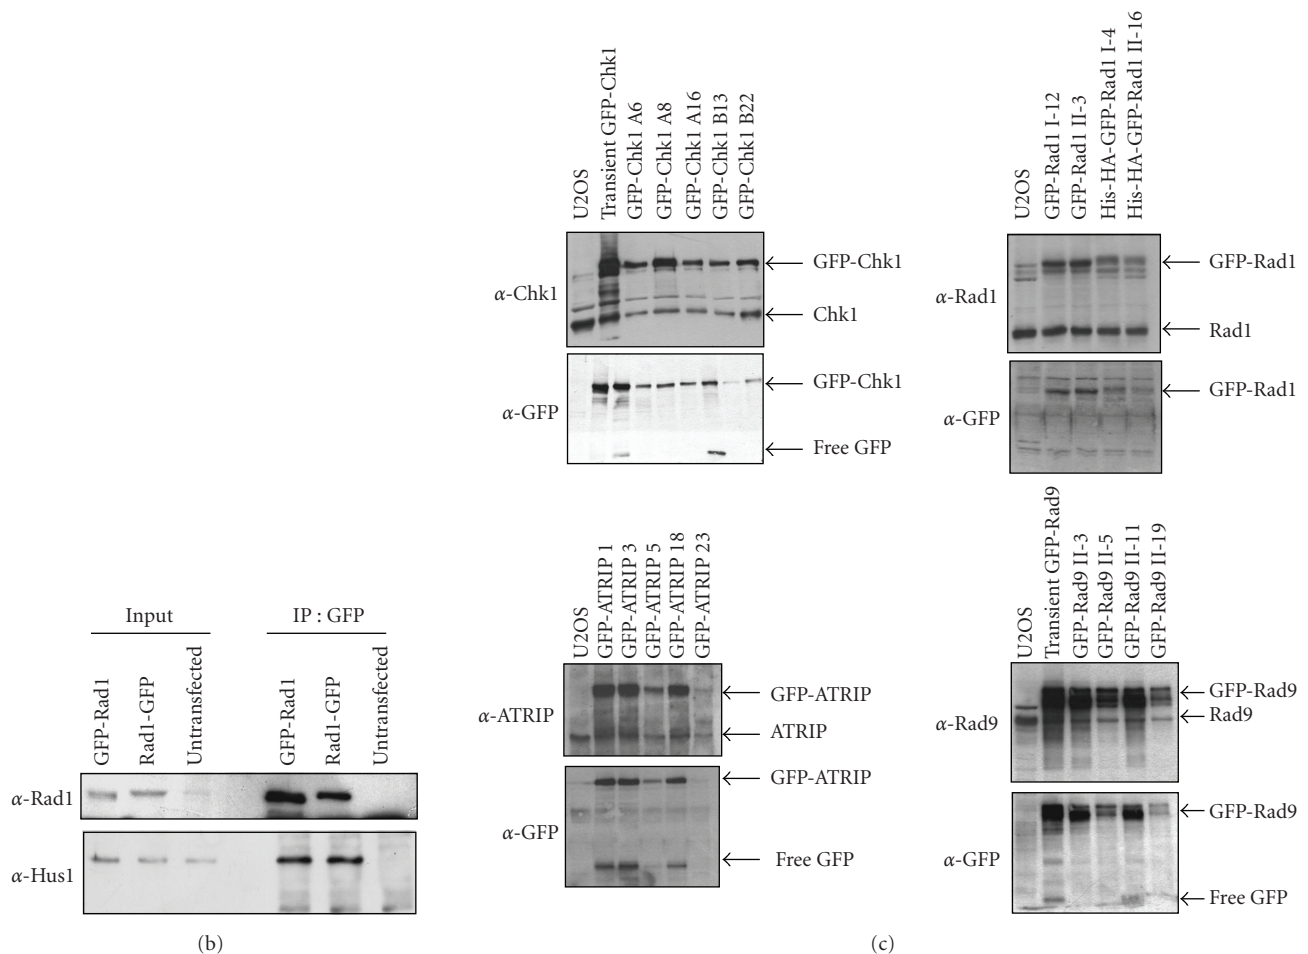 Input
IP : GFP
GFP-Rad1
Rad1-GFP
Untransfected
GFP-Rad1
Rad1-GFP
Untransfected
α-Rad1
α-Hus1
(b)
U2OS
Transient GFP-Chk1
GFP-Chk1 A6
GFP-Chk1 A8
GFP-Chk1 A16
GFP-Chk1 B13
GFP-Chk1 B22
α-Chk1
GFP-Chk1
Chk1
α-GFP
GFP-Chk1
Free GFP
U2OS
GFP-Rad1 I-12
GFP-Rad1 II-3
His-HA-GFP-Rad1 I-4
His-HA-GFP-Rad1 II-16
α-Rad1
GFP-Rad1
Rad1
α-GFP
GFP-Rad1
U2OS
GFP-ATRIP 1
GFP-ATRIP 3
GFP-ATRIP 5
GFP-ATRIP 18
GFP-ATRIP 23
α-ATRIP
GFP-ATRIP
ATRIP
α-GFP
GFP-ATRIP
Free GFP
U2OS
Transient GFP-Rad9
GFP-Rad9 II-3
GFP-Rad9 II-5
GFP-Rad9 II-11
GFP-Rad9 II-19
α-Rad9
GFP-Rad9
Rad9
α-GFP
GFP-Rad9
Free GFP
(c)